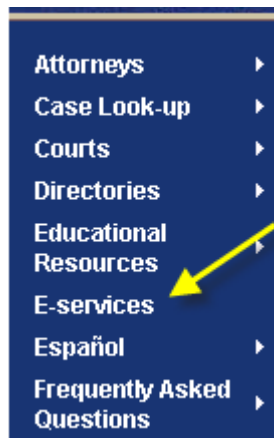 Attorneys
Case Look-up
Courts
Directories
Educational
Resources
E-services
Español
Frequently Asked
Questions